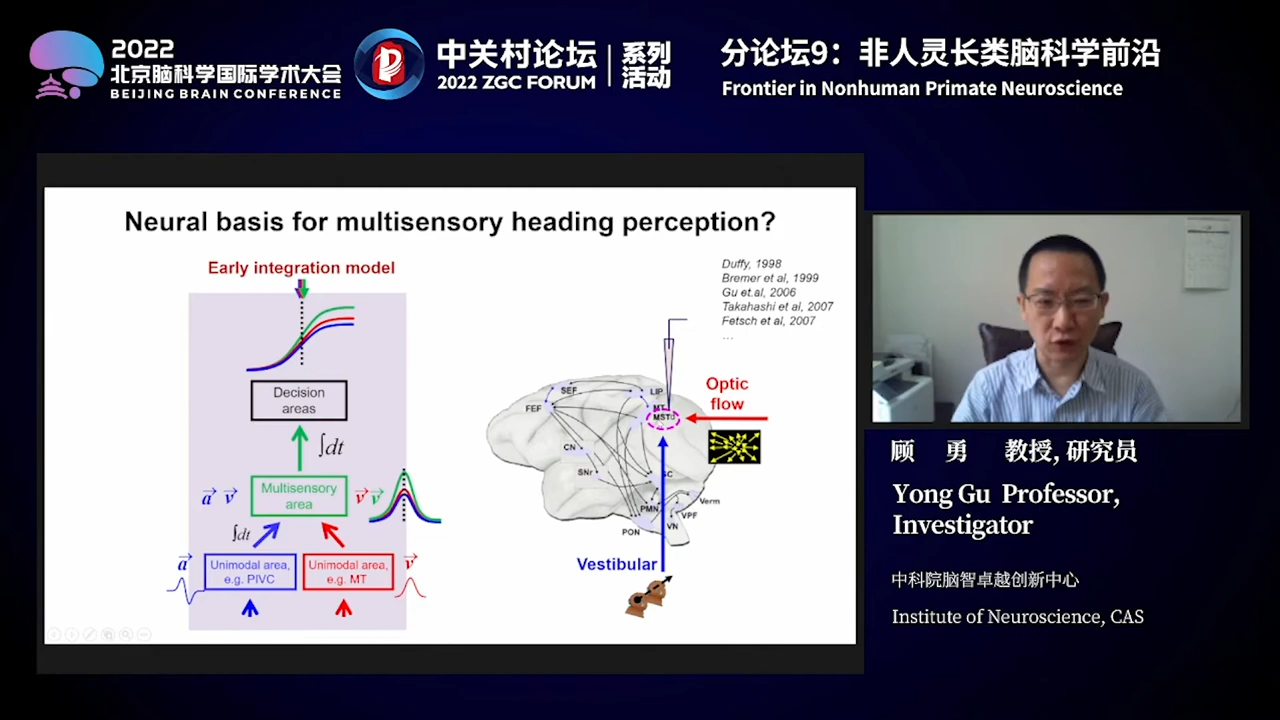 2022
北京脑科学国际学术大会
BEIJING BRAIN CONFERENCE
中关村论坛
2022 ZGC FORUM
系列
活动
分论坛9：非人灵长类脑科学前沿
Frontier in Nonhuman Primate Neuroscience
Neural basis for multisensory heading perception?
Early integration model
Decision
areas
∫dt
Multisensory
area
a v
v v
∫dt
a
v
Unimodal area,
e.g. PIVC
Unimodal area,
e.g. MT
Duffy, 1998
Bremer et al, 1999
Gu et.al, 2006
Takahashi et al, 2007
Fetsch et al, 2007
...
SEF
LIP
FEF
MT
MSTd
CN
SNr
SC
Verm
PMN
VPF
VN
PON
Optic
flow
Vestibular
顾 勇 教授, 研究员
Yong Gu Professor,
Investigator
中科院脑智卓越创新中心
Institute of Neuroscience, CAS